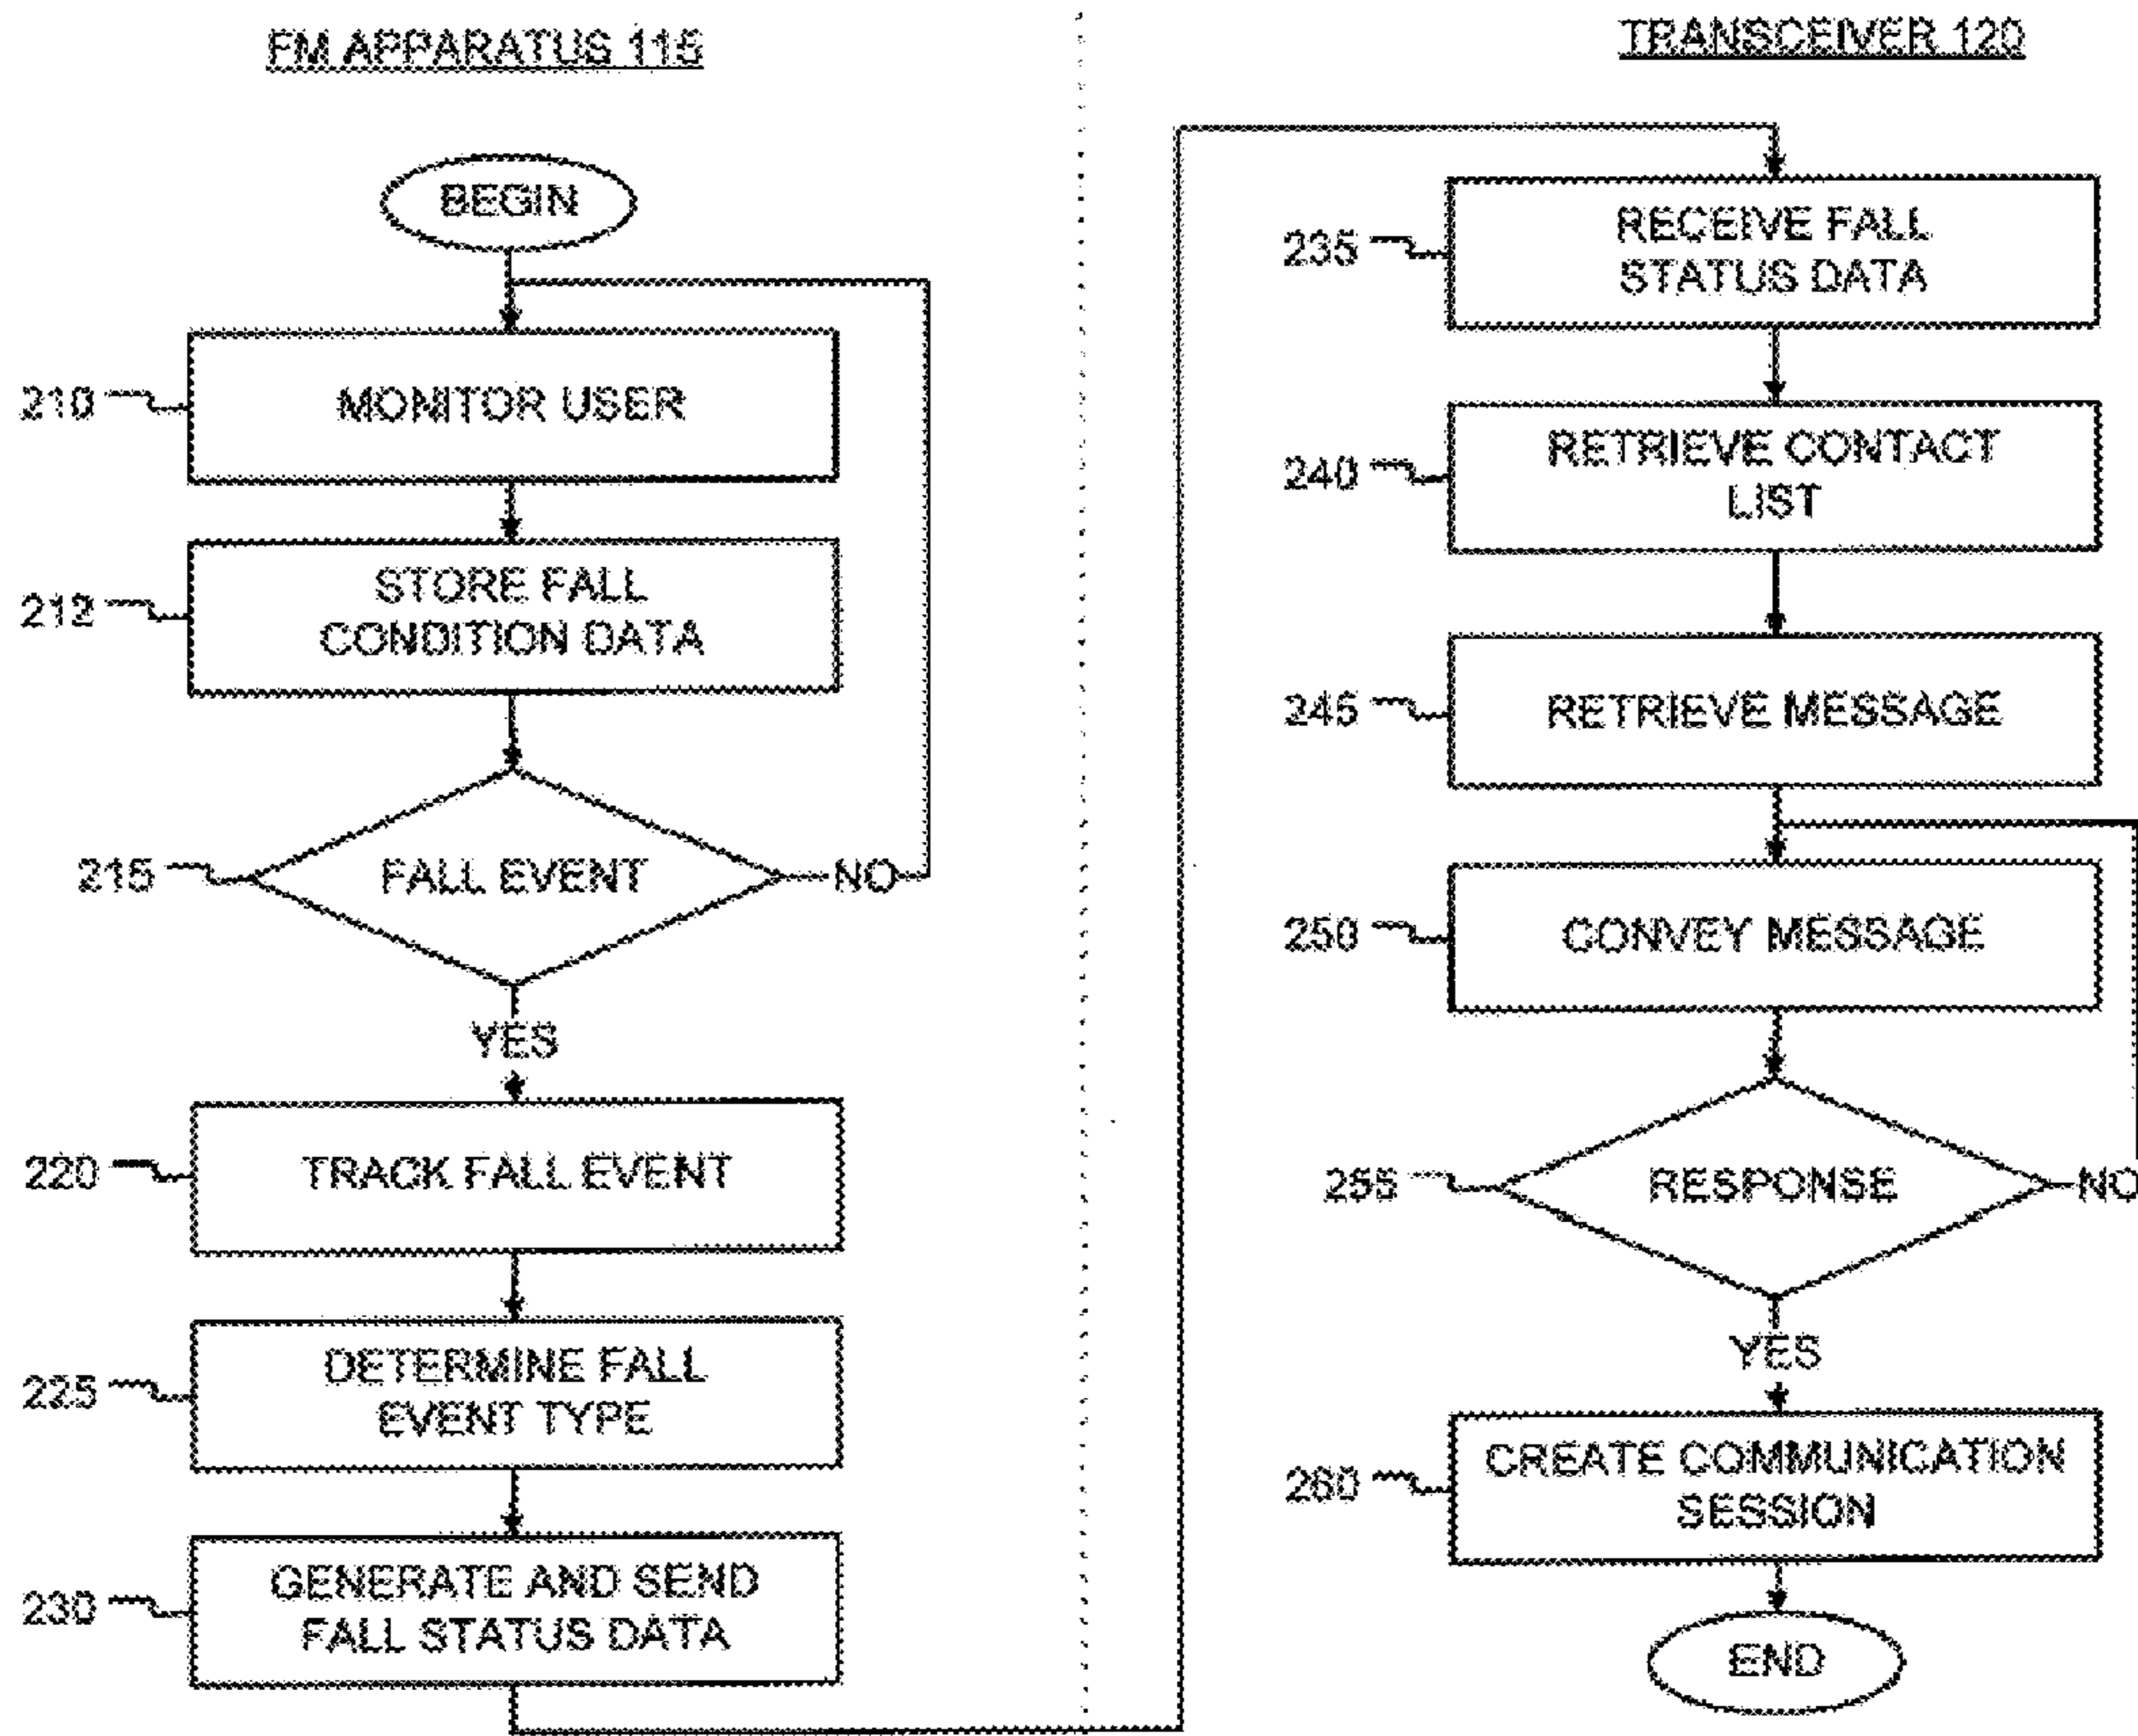 FM APPARATUS 115
BEGIN
210
MONITOR USER
212
STORE FALL
CONDITION DATA
215
FALL EVENT
NO
YES
220
TRACK FALL EVENT
225
DETERMINE FALL
EVENT TYPE
230
GENERATE AND SEND
FALL STATUS DATA
TRANSCEIVER 120
235
RECEIVE FALL
STATUS DATA
240
RETRIEVE CONTACT
LIST
245
RETRIEVE MESSAGE
250
CONVEY MESSAGE
255
RESPONSE
NO
YES
260
CREATE COMMUNICATION
SESSION
END